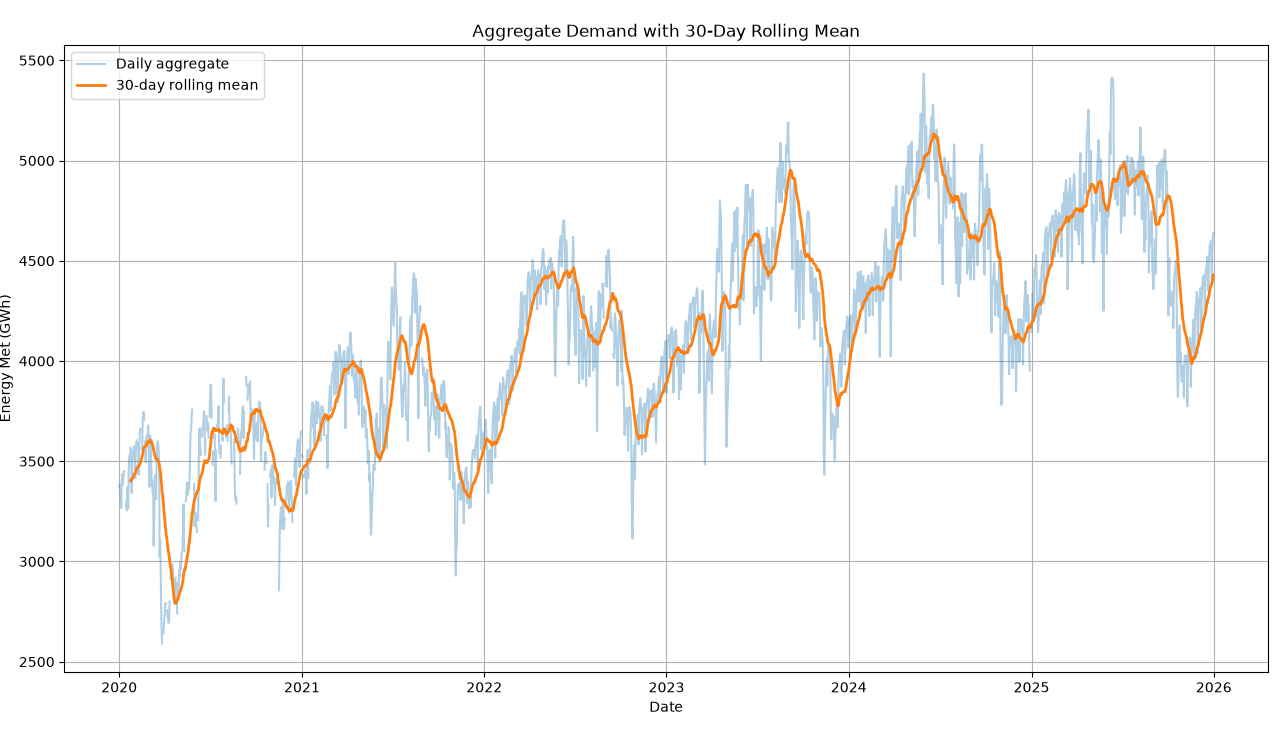 Aggregate Demand with 30-Day Rolling Mean
Daily aggregate
30-day rolling mean
5500
5000
4500
4000
3500
3000
2500
Energy Met (GWh)
2020 2021 2022 2023 2024 2025 2026
Date